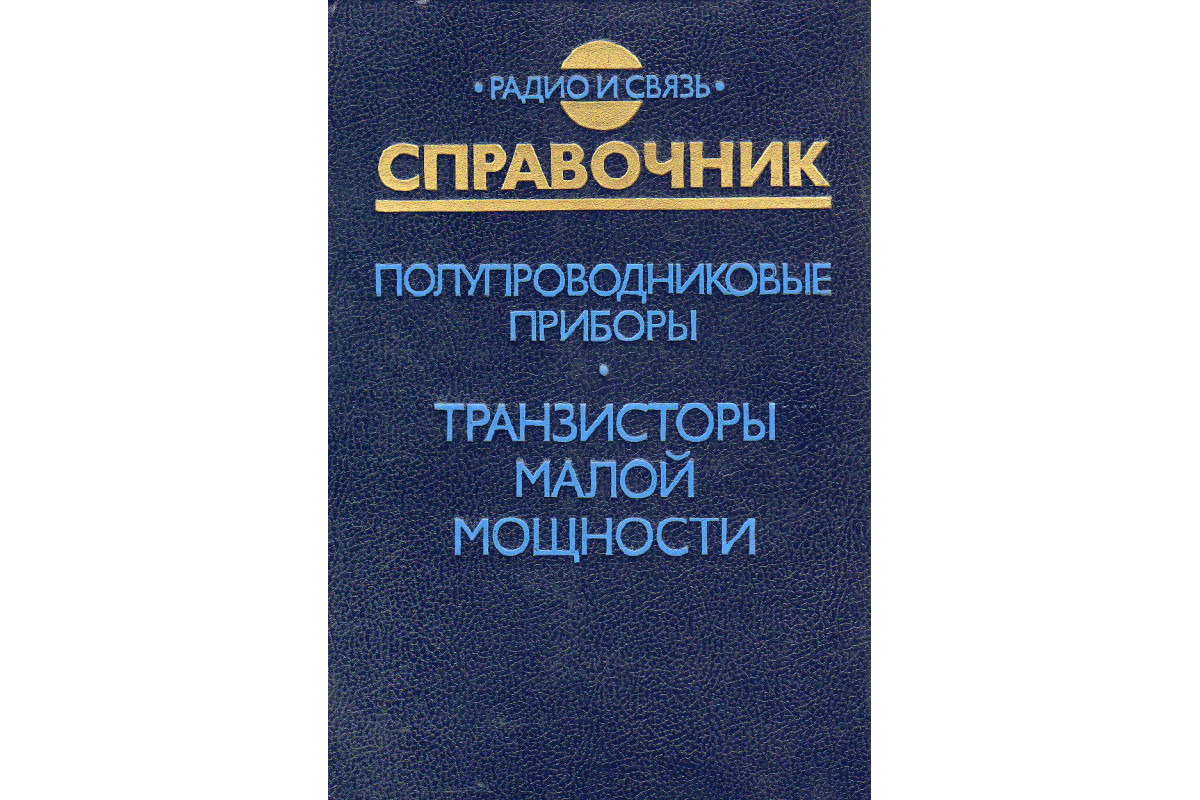 • РАДИО И СВЯЗЬ •
СПРАВОЧНИК
ПОЛУПРОВОДНИКОВЫЕ
ПРИБОРЫ
•
ТРАНЗИСТОРЫ
МАЛОЙ
МОЩНОСТИ